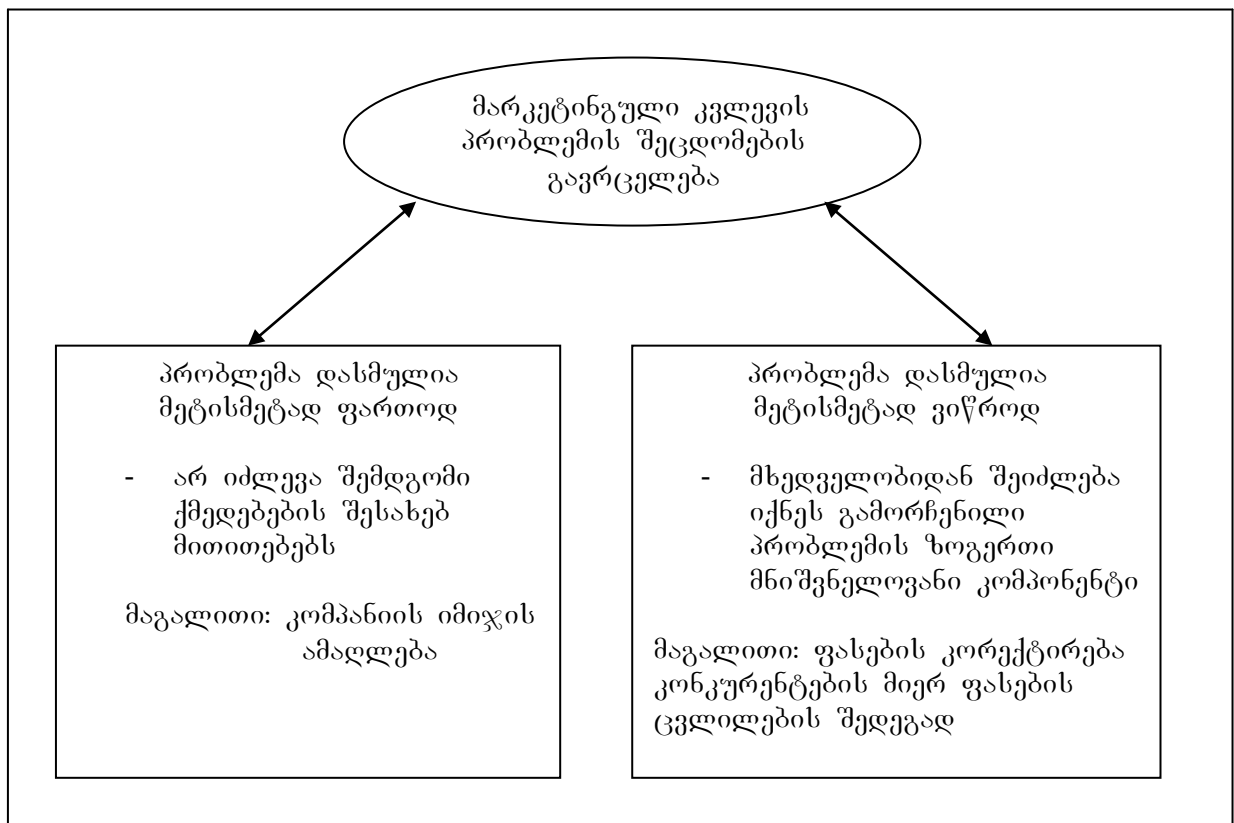 მარკეტინგული კვლევის
პრობლემის შეცდომების
გავრცელება
პრობლემა დასმულია
მეტისმეტად ფართოდ
- არ იძლევა შემდგომი
ქმედებების შესახებ
მითითებებს
მაგალითი: კომპანიის იმიჯის
ამაღლება
პრობლემა დასმულია
მეტისმეტად ვიწროდ
- მხედველობიდან შეიძლება
იქნეს გამორჩენილი
პრობლემის ზოგერთი
მნიშვნელოვანი კომპონენტი
მაგალითი: ფასების კორექტირება
კონკურენტების მიერ ფასების
ცვლილების შედეგად